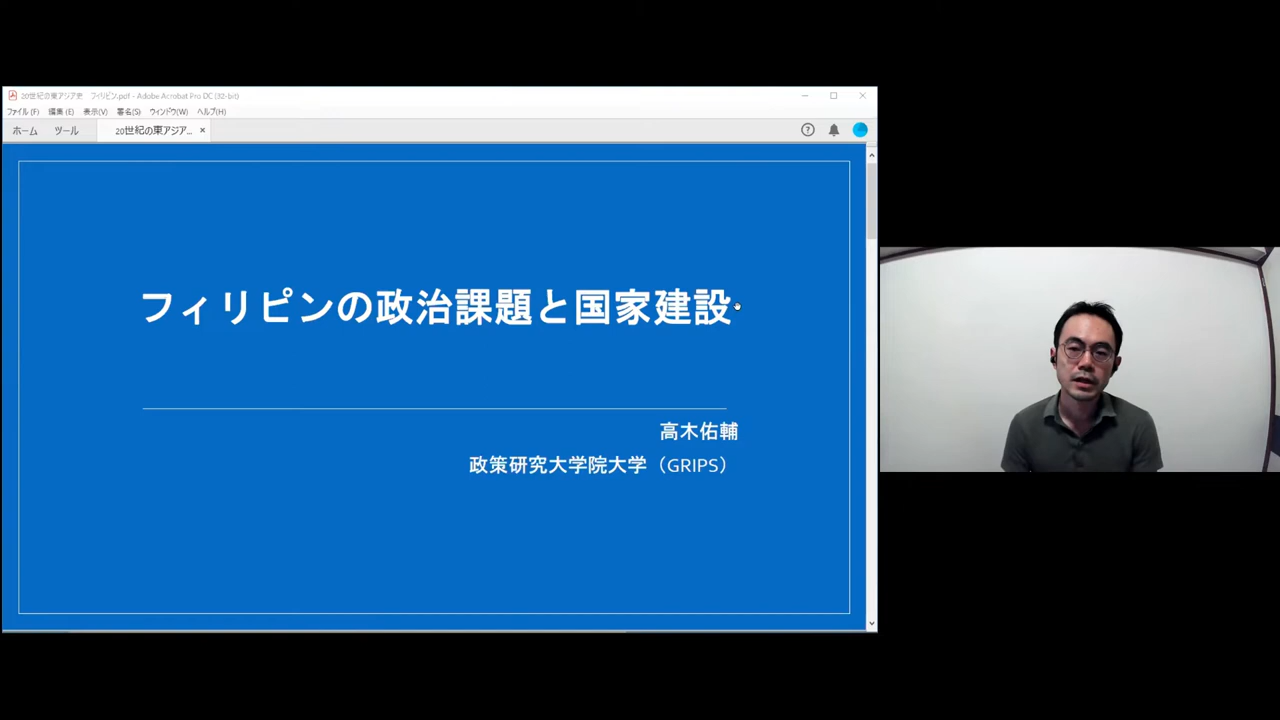 20世紀の東アジア史 フィリピン.pdf - Adobe Acrobat Pro DC (32-bit)
ファイル(F) 編集(E) 表示(V) 署名(S) ウィンドウ(W) ヘルプ(H)
ホーム ツール 20世紀の東アジア... ×
フィリピンの政治課題と国家建設
高木佑輔
政策研究大学院大学（GRIPS）